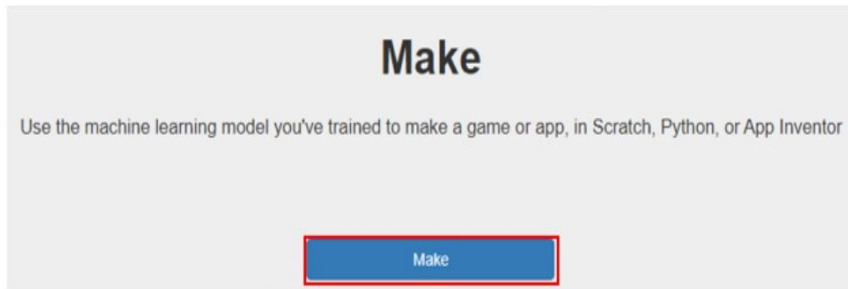 Make
Use the machine learning model you've trained to make a game or app, in Scratch, Python, or App Inventor
Make